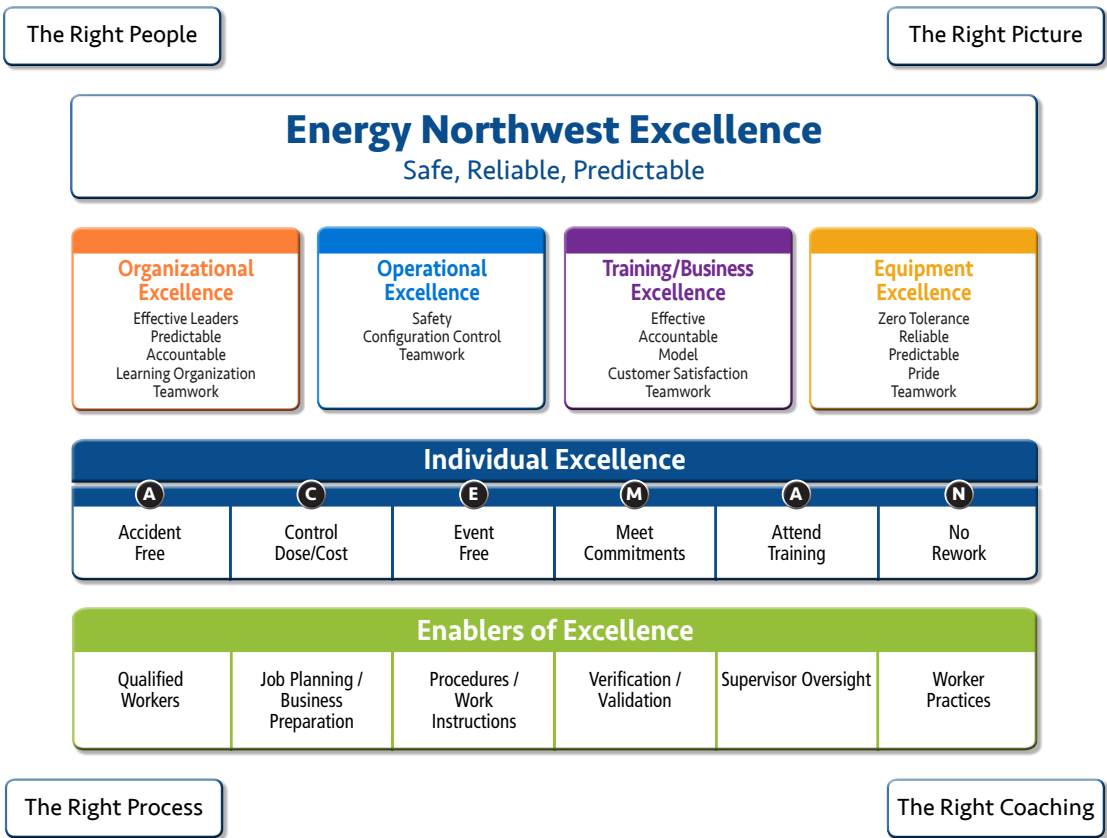 The Right People
The Right Picture
Energy Northwest Excellence
Safe, Reliable, Predictable
Organizational
Excellence
Effective Leaders
Predictable
Accountable
Learning Organization
Teamwork
Operational
Excellence
Safety
Configuration Control
Teamwork
Training/Business
Excellence
Effective
Accountable
Model
Customer Satisfaction
Teamwork
Equipment
Excellence
Zero Tolerance
Reliable
Predictable
Pride
Teamwork
Individual Excellence
A
Accident
Free
C
Control
Dose/Cost
E
Event
Free
M
Meet
Commitments
A
Attend
Training
N
No
Rework
Enablers of Excellence
Qualified
Workers
Job Planning /
Business
Preparation
Procedures /
Work
Instructions
Verification /
Validation
Supervisor Oversight
Worker
Practices
The Right Process
The Right Coaching